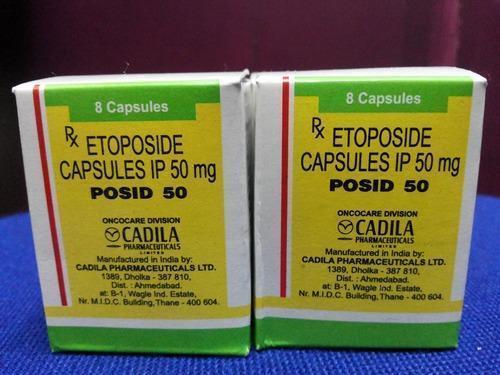 8 Capsules
Rx ETOPOSIDE
CAPSULES IP 50 mg
POSID 50
ONCOCARE DIVISION
CADILA
PHARMACEUTICALS
LIMITED
Manufactured in India by:
CADILA PHARMACEUTICALS LTD.
1389, Dholka - 387 810,
Dist. : Ahmedabad.
at: B-1, Wagle Ind. Estate,
Nr. M.I.D.C. Building, Thane - 400 604.
8 Capsules
Rx ETOPOSIDE
CAPSULES IP 50 mg
POSID 50
ONCOCARE DIVISION
CADILA
PHARMACEUTICALS
LIMITED
Manufactured in India by:
CADILA PHARMACEUTICALS LTD.
1389, Dholka - 387 810,
Dist. : Ahmedabad.
at: B-1, Wagle Ind. Estate,
Nr. M.I.D.C. Building, Thane - 400 604.